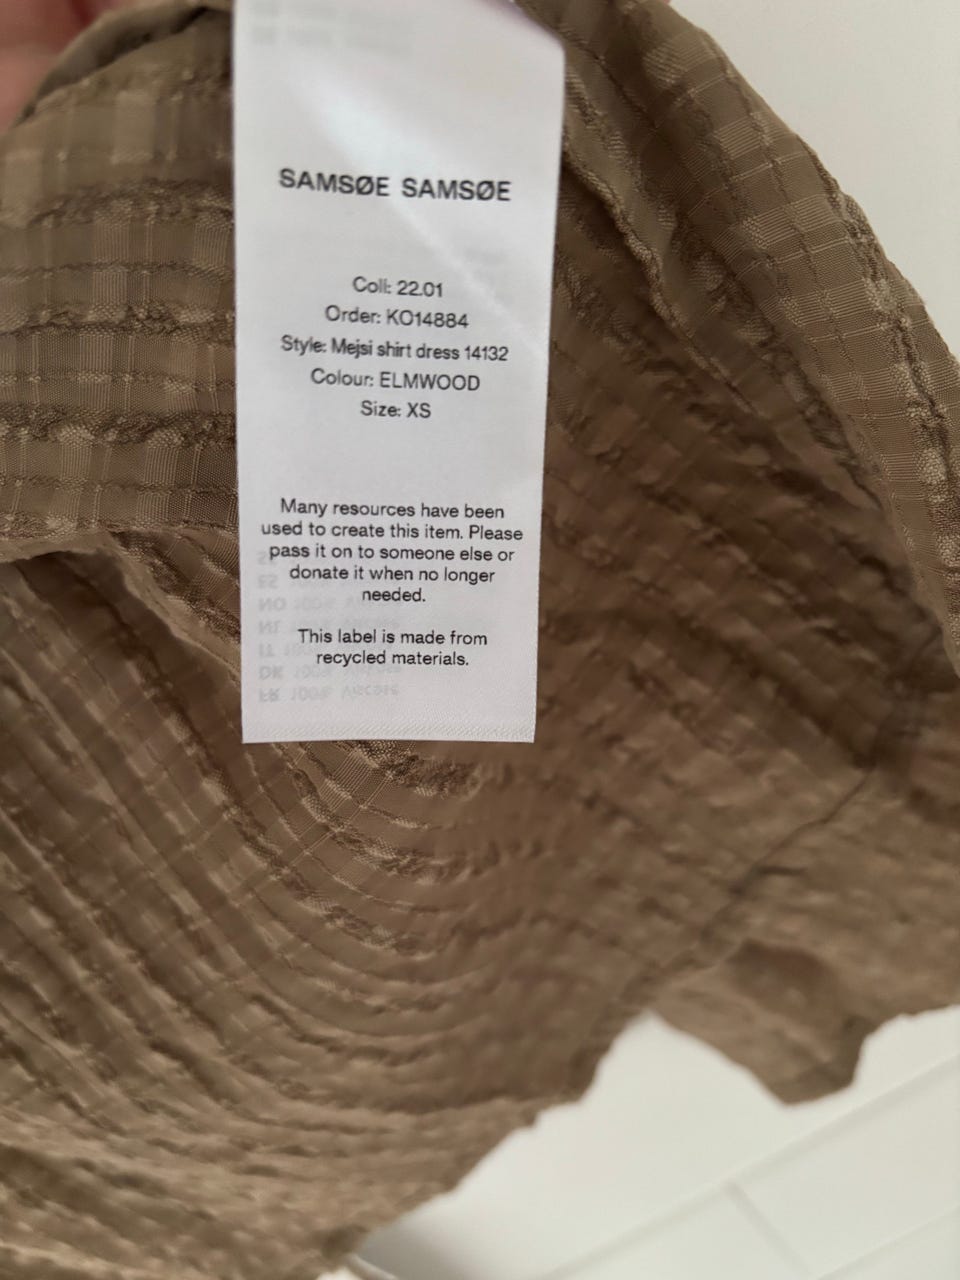 SAMSØE SAMSØE
Coll: 22.01
Order: KO14884
Style: Mejsi shirt dress 14132
Colour: ELMWOOD
Size: XS
Many resources have been
used to create this item. Please
pass it on to someone else or
donate it when no longer
needed.
This label is made from
recycled materials.